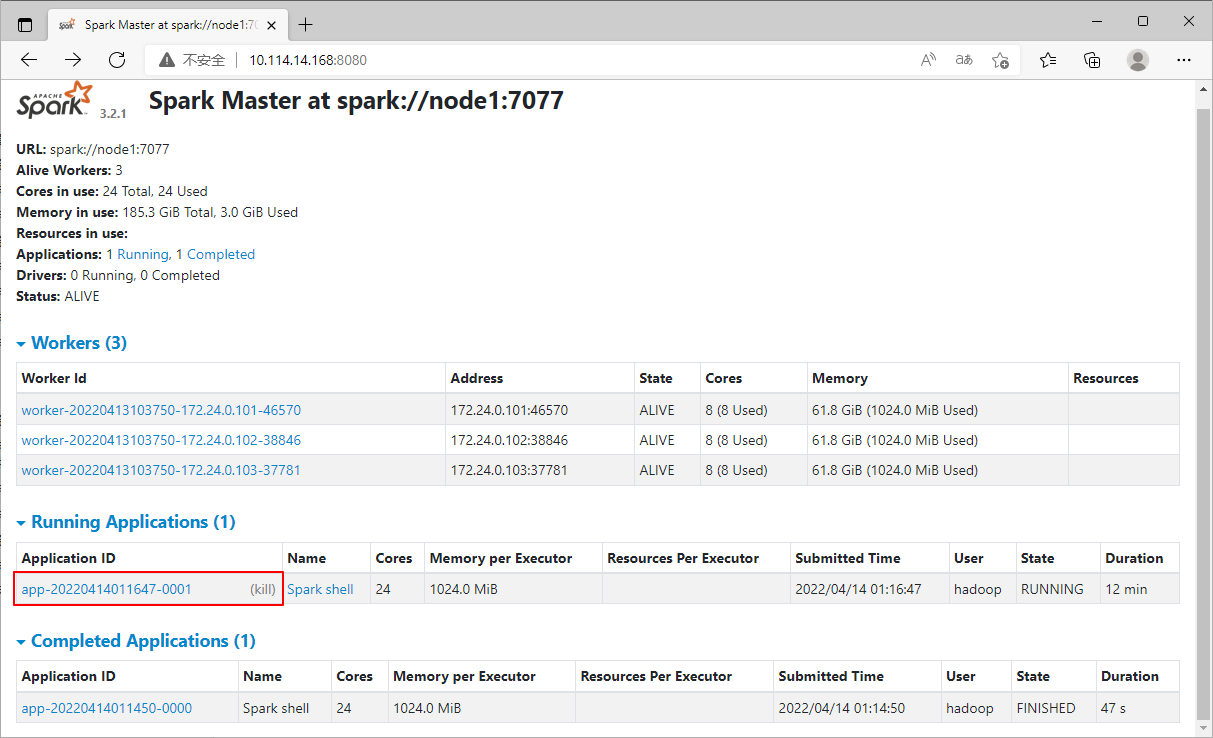 Spark Master at spark://node1:70
不安全 10.114.14.168:8080
APACHE Spark 3.2.1 Spark Master at spark://node1:7077
URL: spark://node1:7077
Alive Workers: 3
Cores in use: 24 Total, 24 Used
Memory in use: 185.3 GiB Total, 3.0 GiB Used
Resources in use:
Applications: 1 Running, 1 Completed
Drivers: 0 Running, 0 Completed
Status: ALIVE
Workers (3)
Worker Id Address State Cores Memory Resources
worker-20220413103750-172.24.0.101-46570 172.24.0.101:46570 ALIVE 8 (8 Used) 61.8 GiB (1024.0 MiB Used)
worker-20220413103750-172.24.0.102-38846 172.24.0.102:38846 ALIVE 8 (8 Used) 61.8 GiB (1024.0 MiB Used)
worker-20220413103750-172.24.0.103-37781 172.24.0.103:37781 ALIVE 8 (8 Used) 61.8 GiB (1024.0 MiB Used)
Running Applications (1)
Application ID Name Cores Memory per Executor Resources Per Executor Submitted Time User State Duration
app-20220414011647-0001 (kill) Spark shell 24 1024.0 MiB 2022/04/14 01:16:47 hadoop RUNNING 12 min
Completed Applications (1)
Application ID Name Cores Memory per Executor Resources Per Executor Submitted Time User State Duration
app-20220414011450-0000 Spark shell 24 1024.0 MiB 2022/04/14 01:14:50 hadoop FINISHED 47 s